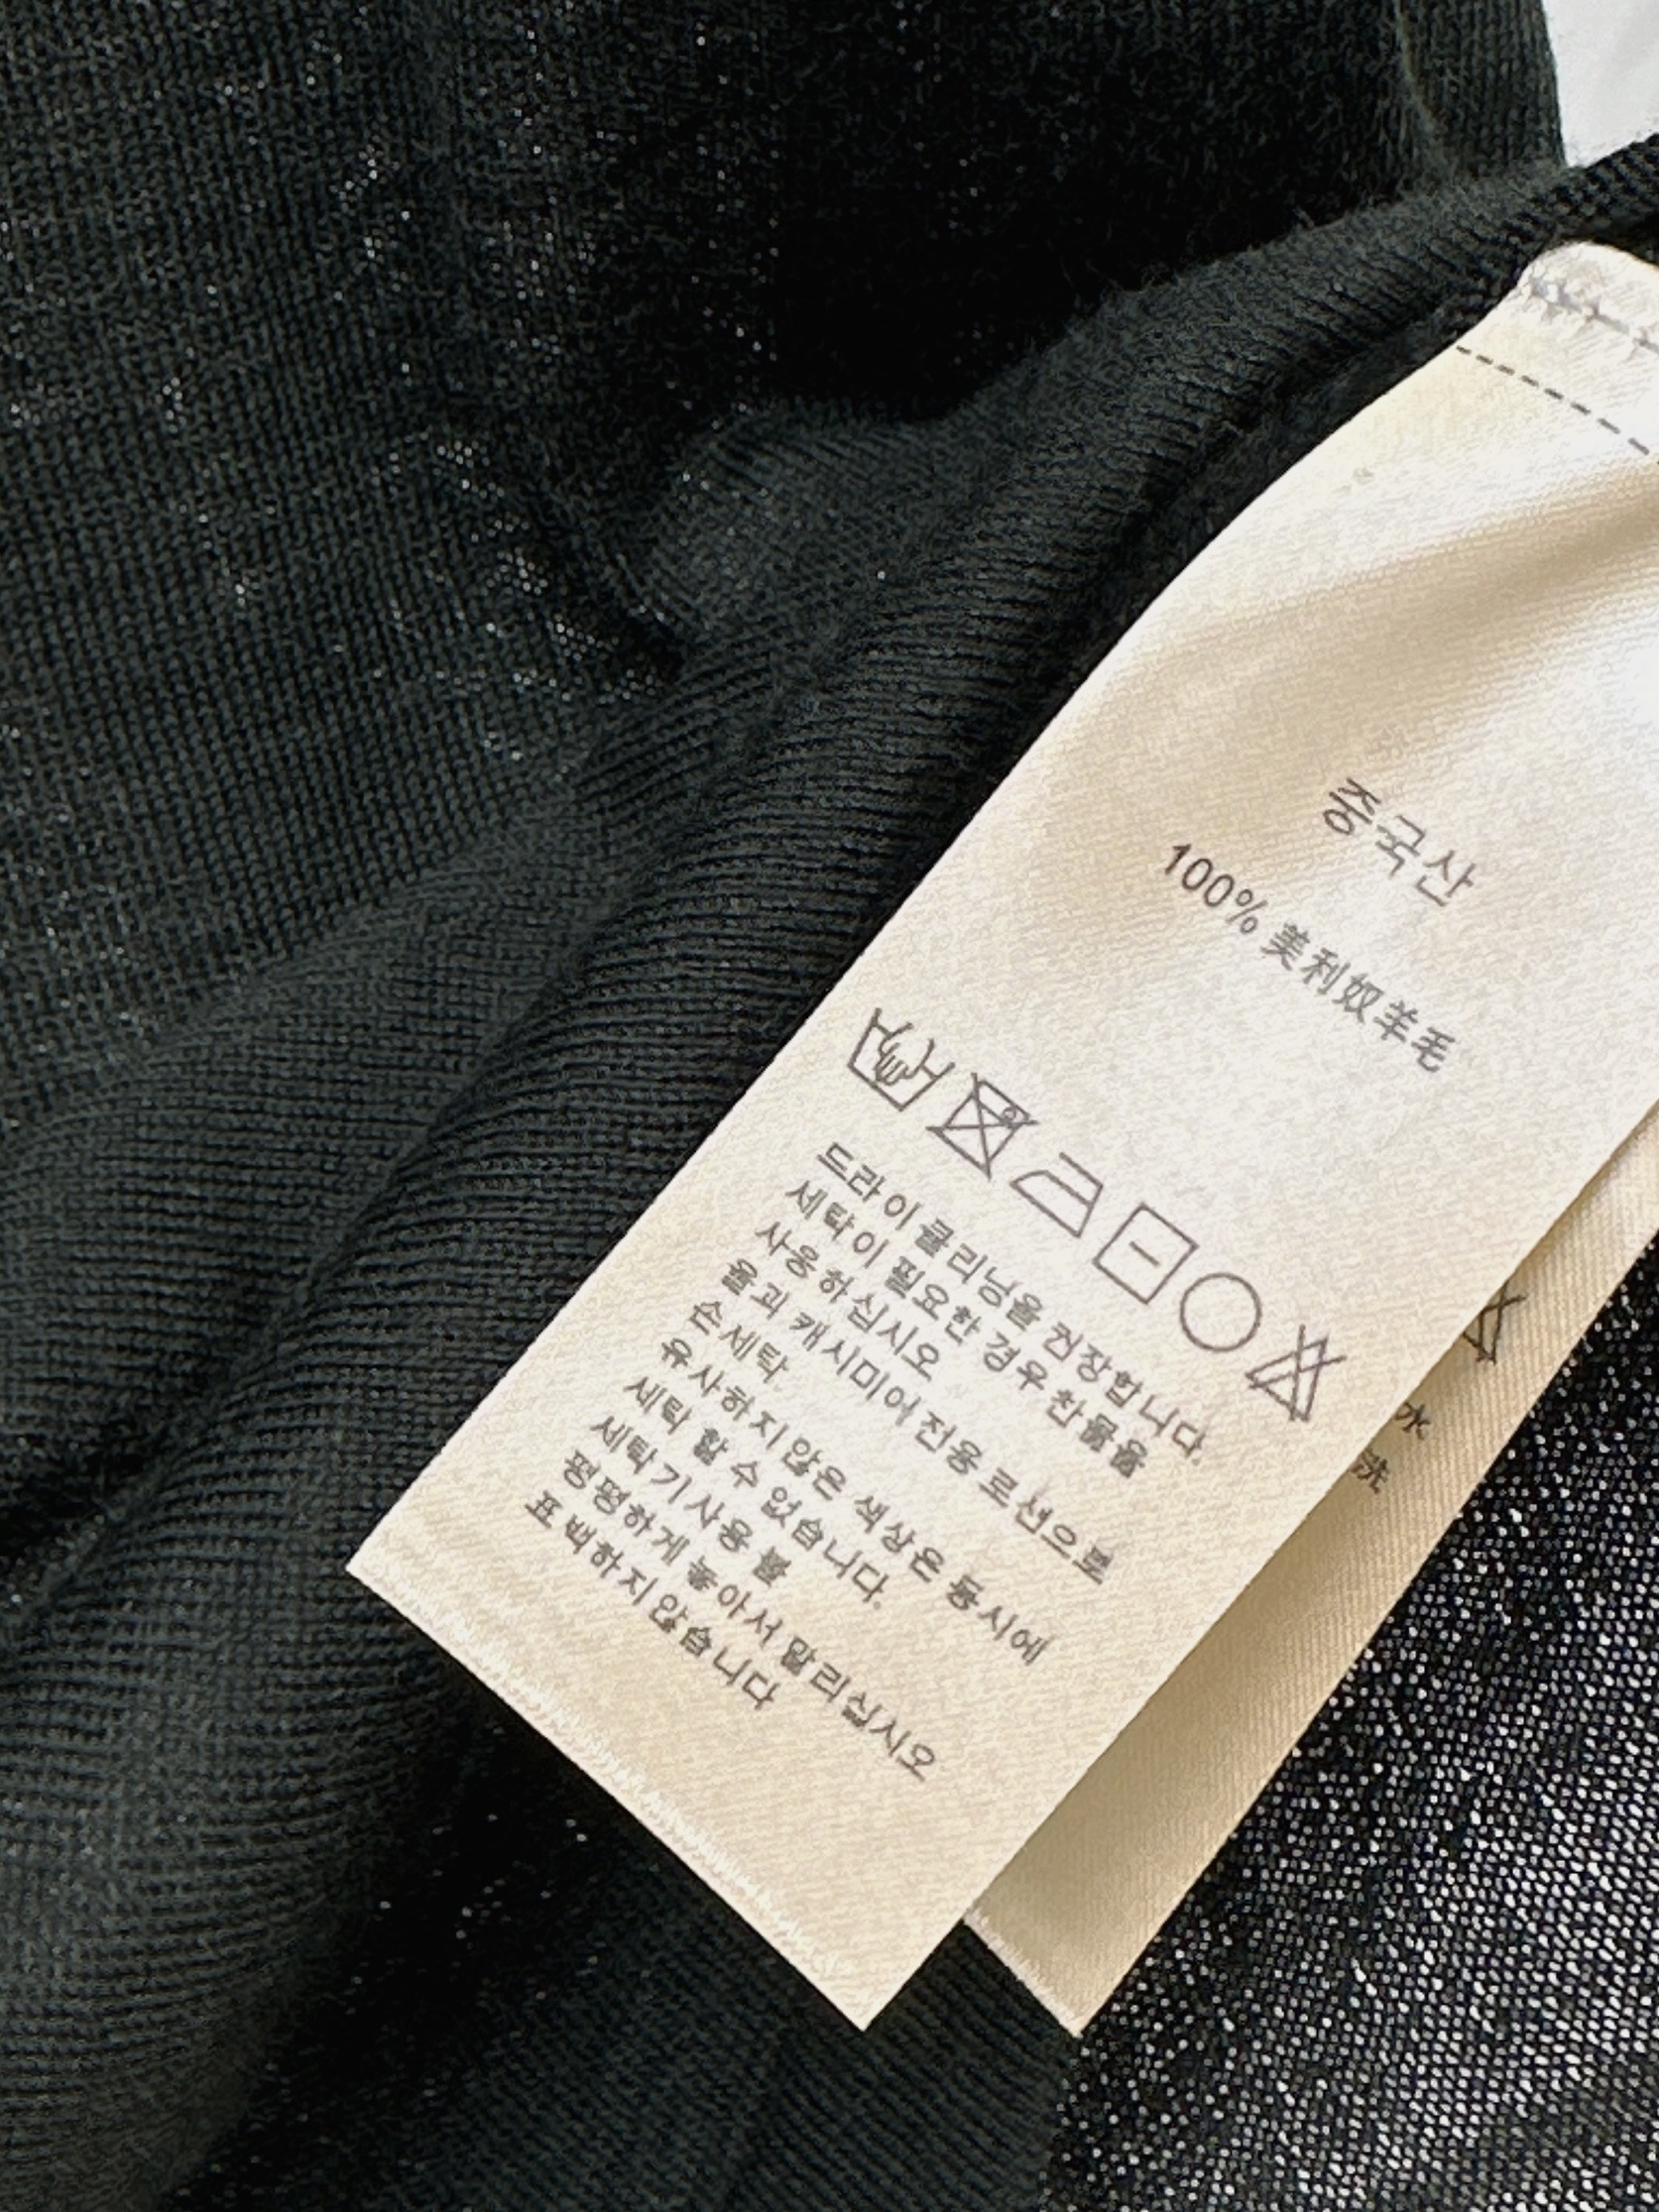 중국산
100% 美利奴羊毛
드라이클리닝을 권장합니다.
세탁이 필요한 경우 찬물을
사용하십시오
울과 캐시미어 전용 로션으로
손세탁
유사하지 않은 색상은 동시에
세탁 할 수 없습니다.
세탁기 사용 불
평평하게 놓아서 말리십시오
표백하지 않습니다
水
洗